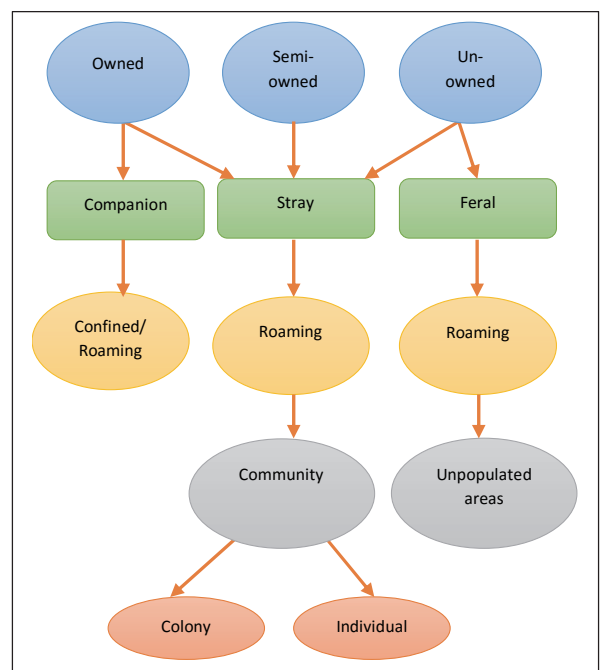 Owned
Semi-
owned
Un-
owned
Companion
Stray
Feral
Confined/
Roaming
Roaming
Roaming
Community
Unpopulated
areas
Colony
Individual